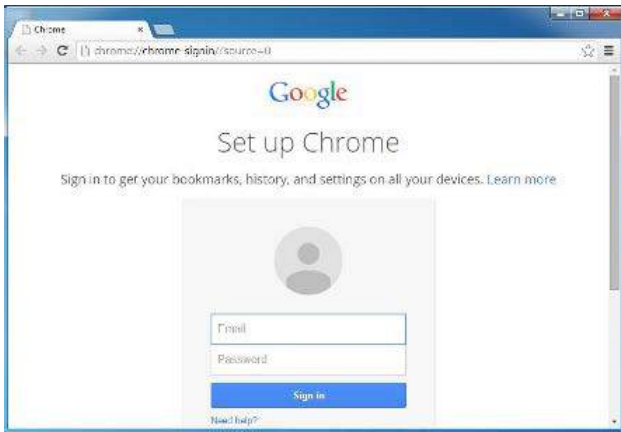 Chrome
chrome://chrome-signin//source=0
Google
Set up Chrome
Sign in to get your bookmarks, history, and settings on all your devices. Learn more
Email
Password
Sign in
Need help?